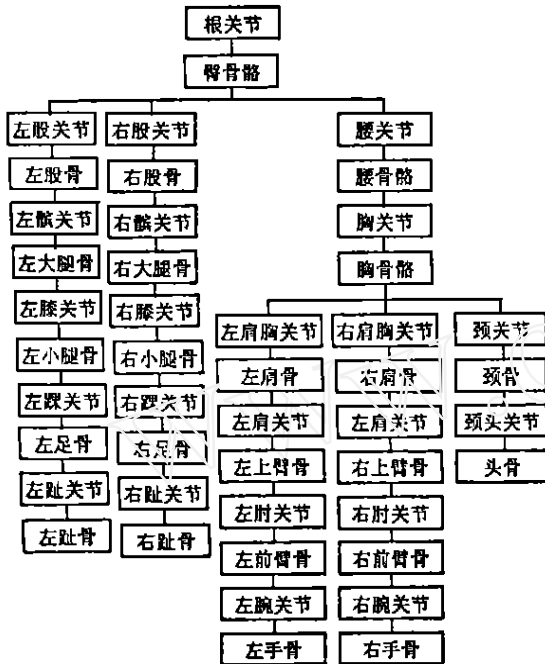 根关节
臀骨骼
左股关节
左股骨
左髌关节
左大腿骨
左膝关节
左小腿骨
左踝关节
左足骨
左趾关节
左趾骨
右股关节
右股骨
右髌关节
右大腿骨
右膝关节
右小腿骨
右踝关节
右足骨
右趾关节
右趾骨
腰关节
腰骨骼
胸关节
胸骨骼
左肩胸关节
左肩骨
左肩关节
左上臂骨
左肘关节
左前臂骨
左腕关节
左手骨
右肩胸关节
右肩骨
左肩关节
右上臂骨
右肘关节
右前臂骨
右腕关节
右手骨
颈关节
颈骨
颈头关节
头骨